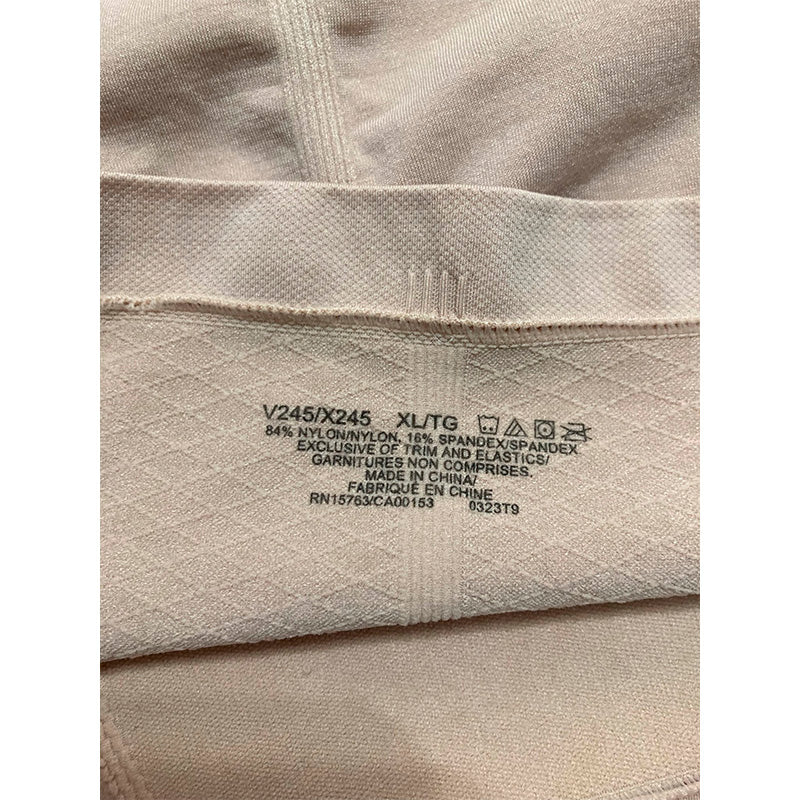 V245/X245 XL/TG
84% NYLON/NYLON, 16% SPANDEX/SPANDEX
EXCLUSIVE OF TRIM AND ELASTICS/
GARNITURES NON COMPRISES.
MADE IN CHINA/
FABRIQUÉ EN CHINE
RN15763/CA00153 0323T9